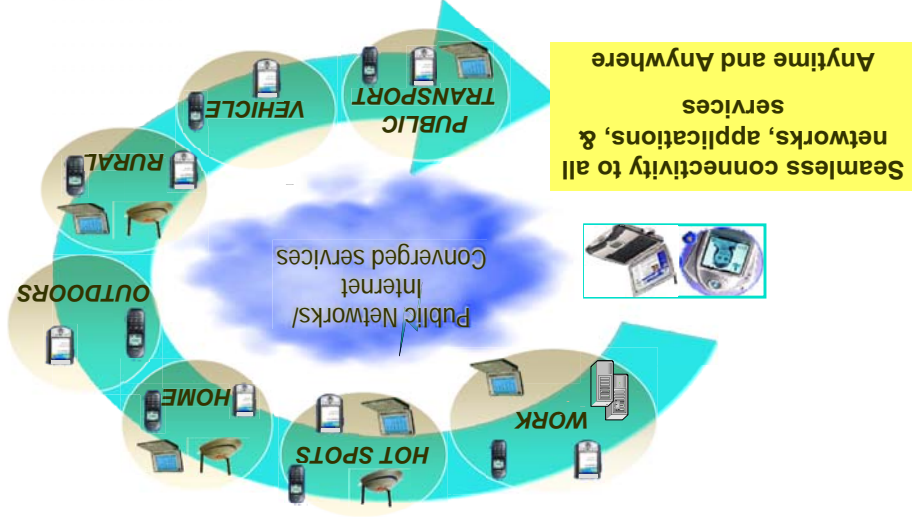 WORK
HOT SPOTS
HOME
OUTDOORS
RURAL
VEHICLE
PUBLIC
TRANSPORT
Public Networks/
Internet
Converged services
Seamless connectivity to all
networks, applications, &
services
Anytime and Anywhere